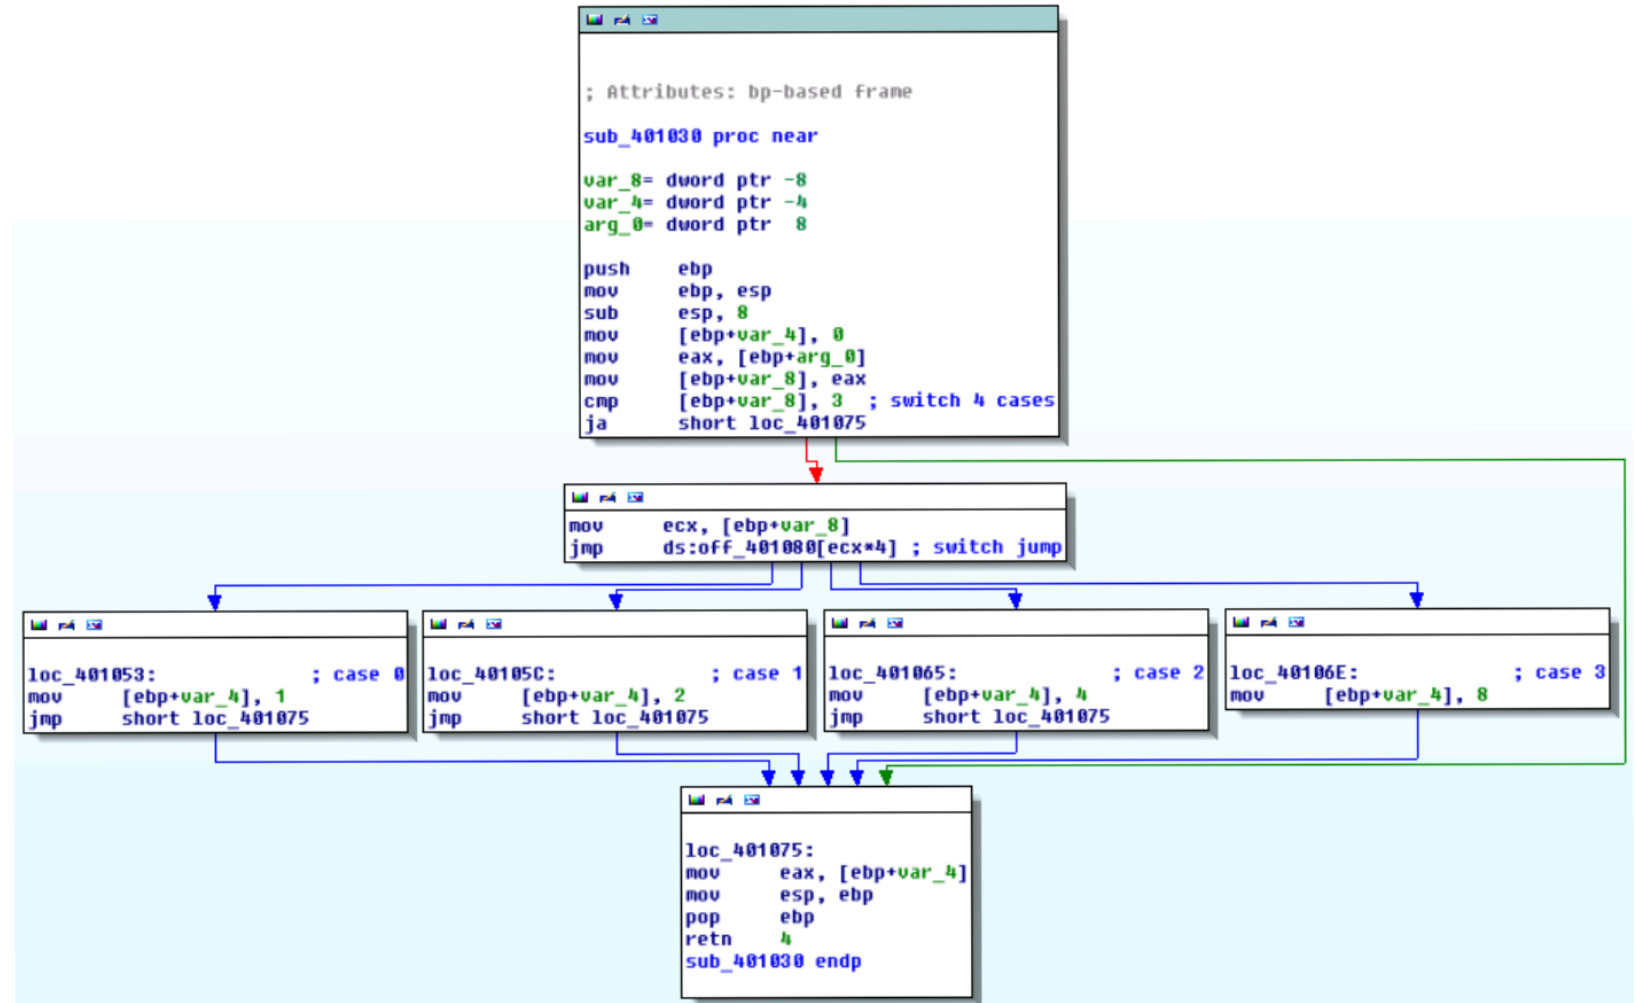 ; Attributes: bp-based frame
sub_401030 proc near
var_8= dword ptr -8
var_4= dword ptr -4
arg_0= dword ptr  8
push    ebp
mov     ebp, esp
sub     esp, 8
mov     [ebp+var_4], 0
mov     eax, [ebp+arg_0]
mov     [ebp+var_8], eax
cmp     [ebp+var_8], 3  ; switch 4 cases
ja      short loc_401075
mov     ecx, [ebp+var_8]
jmp     ds:off_401080[ecx*4] ; switch jump
loc_401053:             ; case 0
mov     [ebp+var_4], 1
jmp     short loc_401075
loc_40105C:             ; case 1
mov     [ebp+var_4], 2
jmp     short loc_401075
loc_401065:             ; case 2
mov     [ebp+var_4], 4
jmp     short loc_401075
loc_40106E:             ; case 3
mov     [ebp+var_4], 8
loc_401075:
mov     eax, [ebp+var_4]
mov     esp, ebp
pop     ebp
retn    4
sub_401030 endp